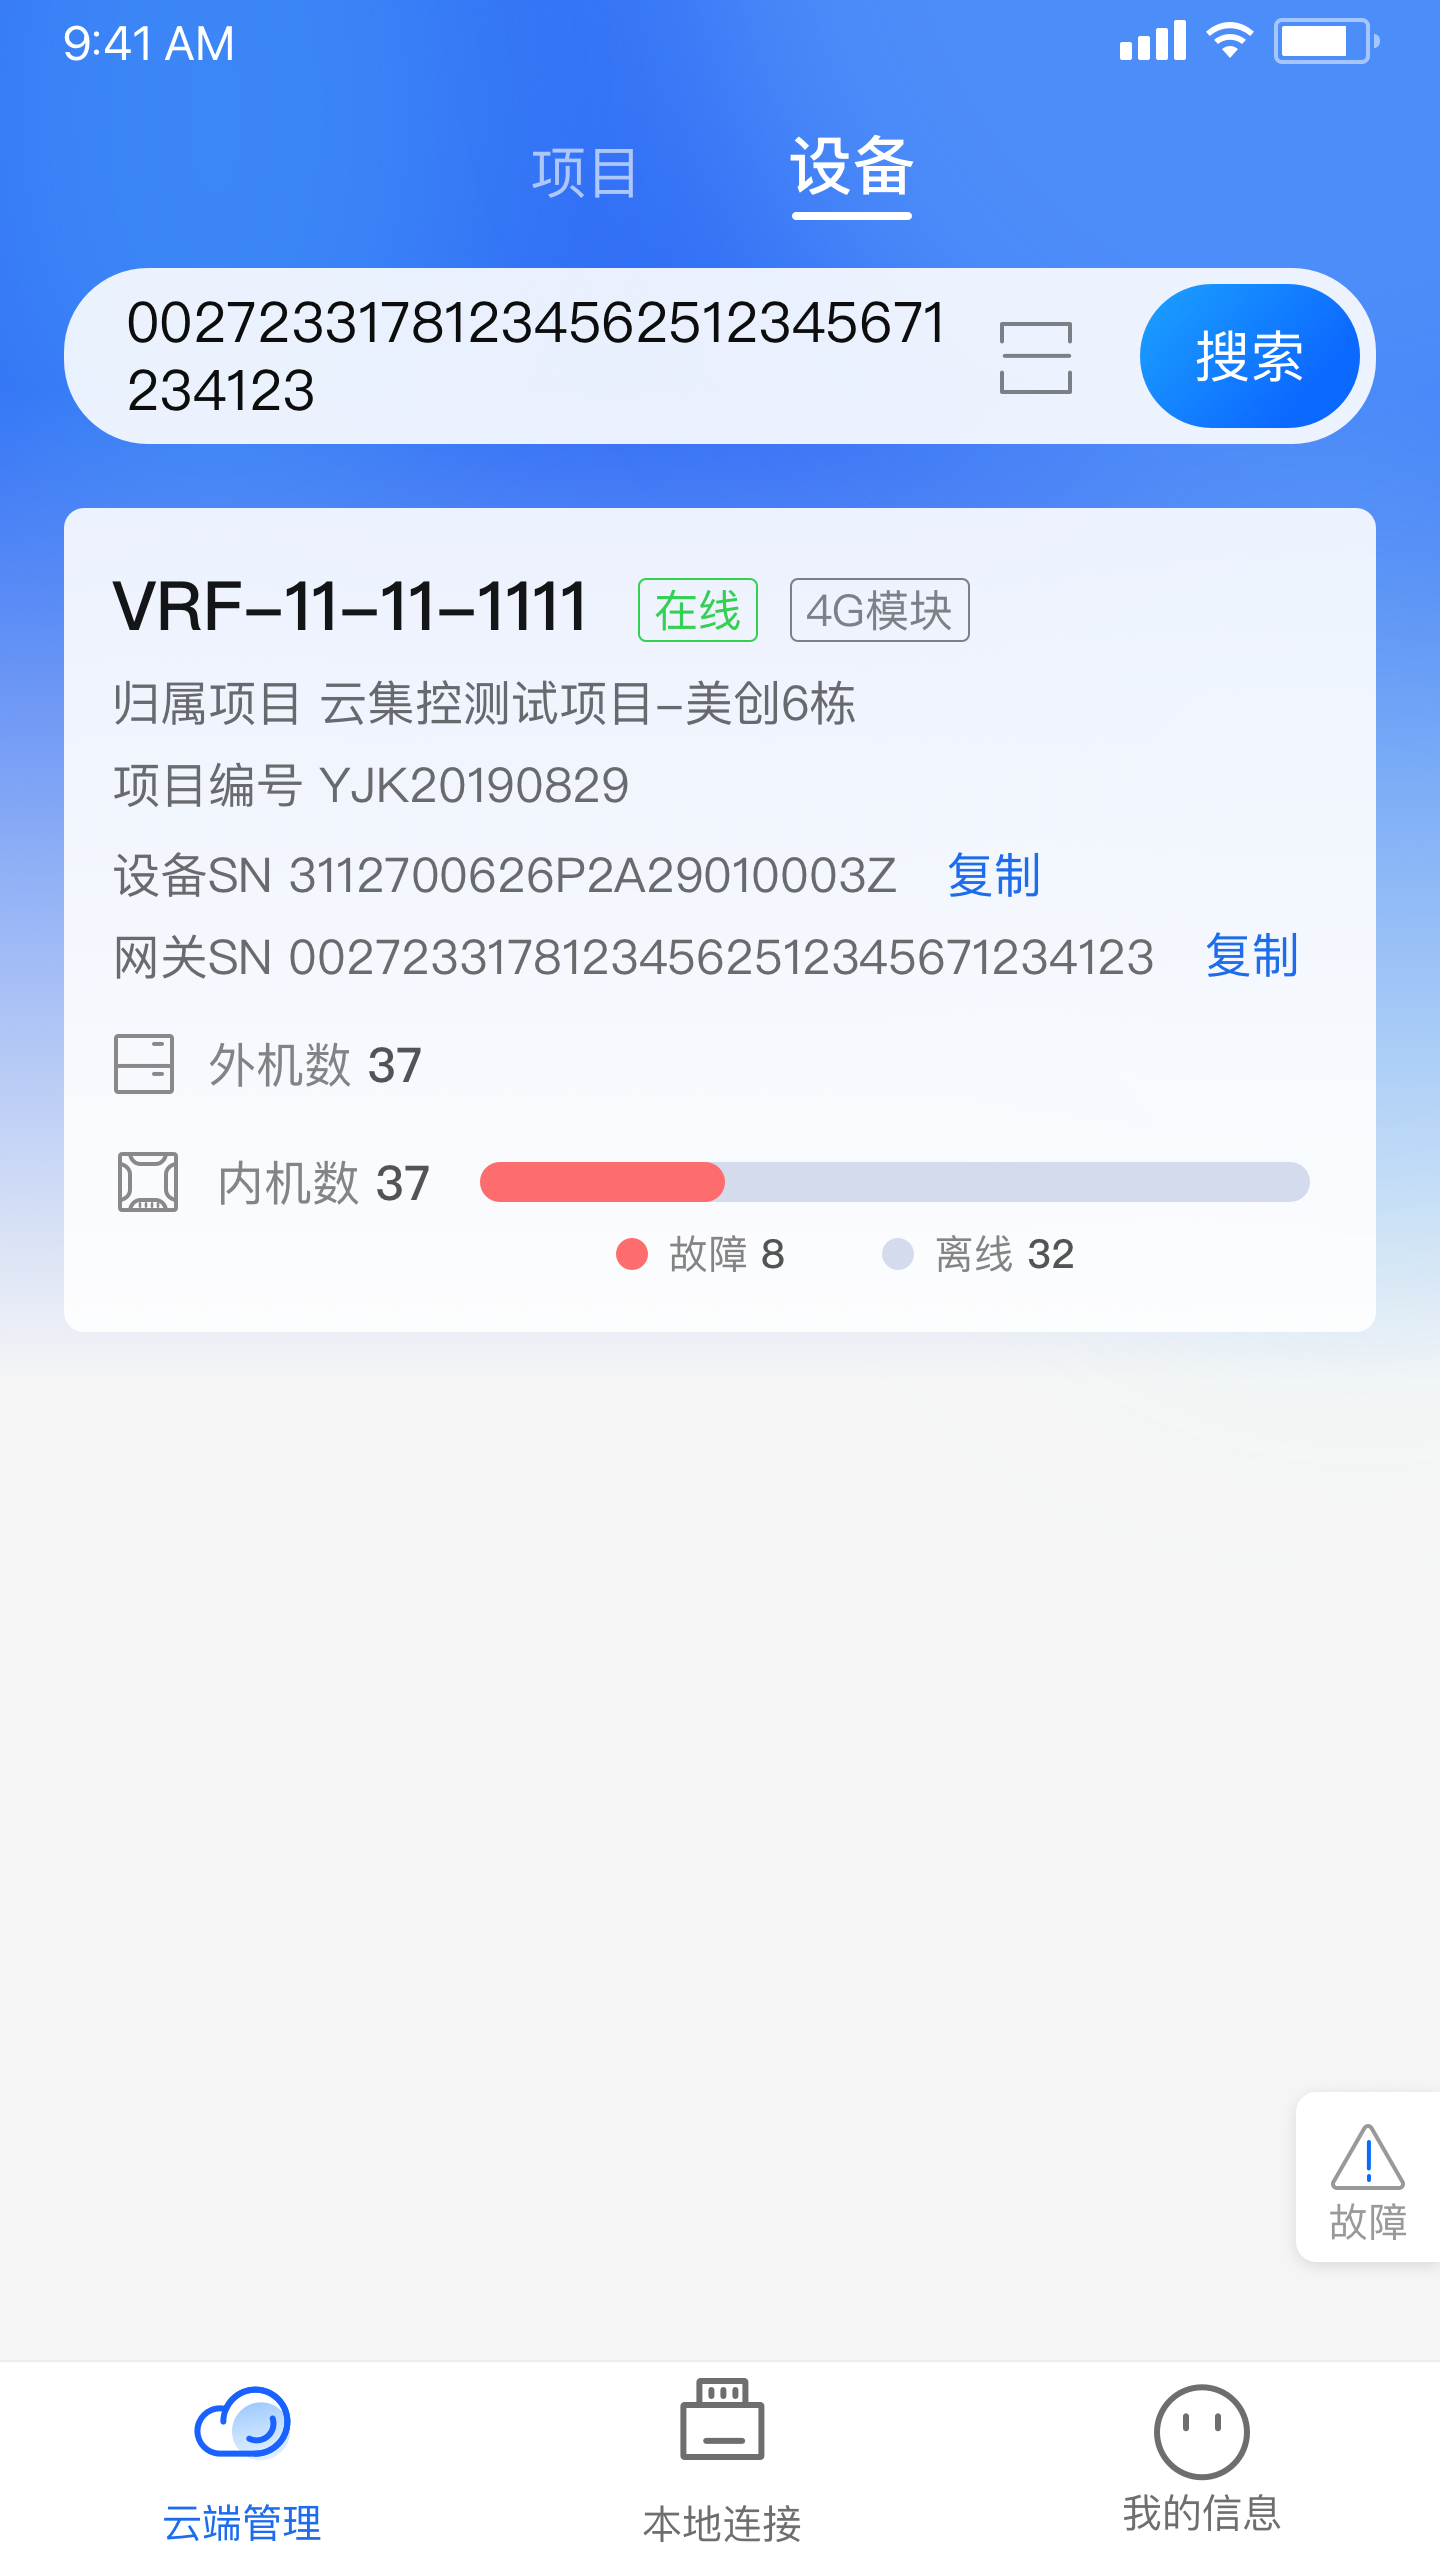 9:41 AM
项目 设备
00272331781234562512345671
234123
搜索
VRF-11-11-1111 在线 4G模块
归属项目 云集控测试项目-美创6栋
项目编号 YJK20190829
设备SN 3112700626P2A29010003Z 复制
网关SN 00272331781234562512345671234123 复制
外机数 37
内机数 37
故障 8 离线 32
故障
云端管理 本地连接 我的信息